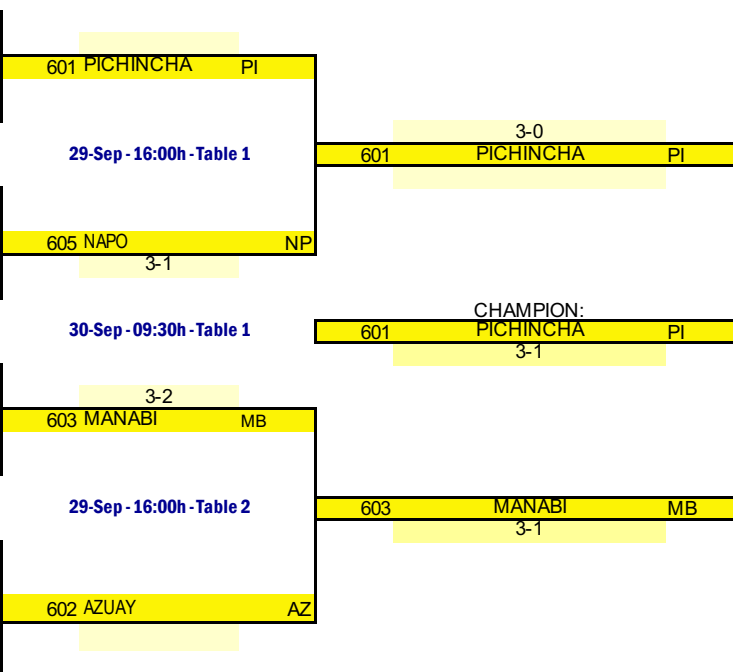 601 PICHINCHA PI
29-Sep - 16:00h - Table 1
3-0
601 PICHINCHA PI
605 NAPO NP
3-1
CHAMPION:
30-Sep - 09:30h - Table 1
601 PICHINCHA PI
3-1
3-2
603 MANABI MB
29-Sep - 16:00h - Table 2
603 MANABI MB
3-1
602 AZUAY AZ